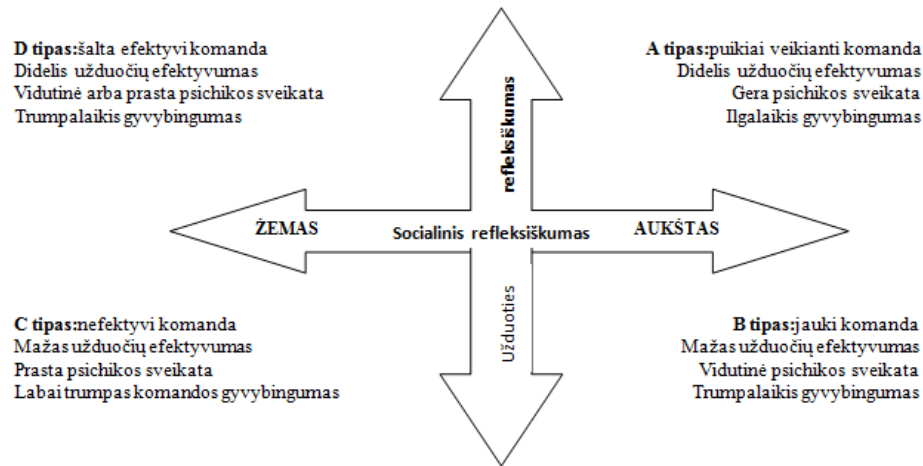 D tipas:šalta efektyvi komanda
Didelis užduočių efektyvumas
Vidutinė arba prasta psichikos sveikata
Trumpalaikis gyvybingumas
A tipas:puikiai veikianti komanda
Didelis užduočių efektyvumas
Gera psichikos sveikata
Ilgalaikis gyvybingumas
refleksiškumas
ŽEMAS
Socialinis refleksiškumas
AUKŠTAS
Užduoties
C tipas:nefektyvi komanda
Mažas užduočių efektyvumas
Prasta psichikos sveikata
Labai trumpas komandos gyvybingumas
B tipas:jauki komanda
Mažas užduočių efektyvumas
Vidutinė psichikos sveikata
Trumpalaikis gyvybingumas